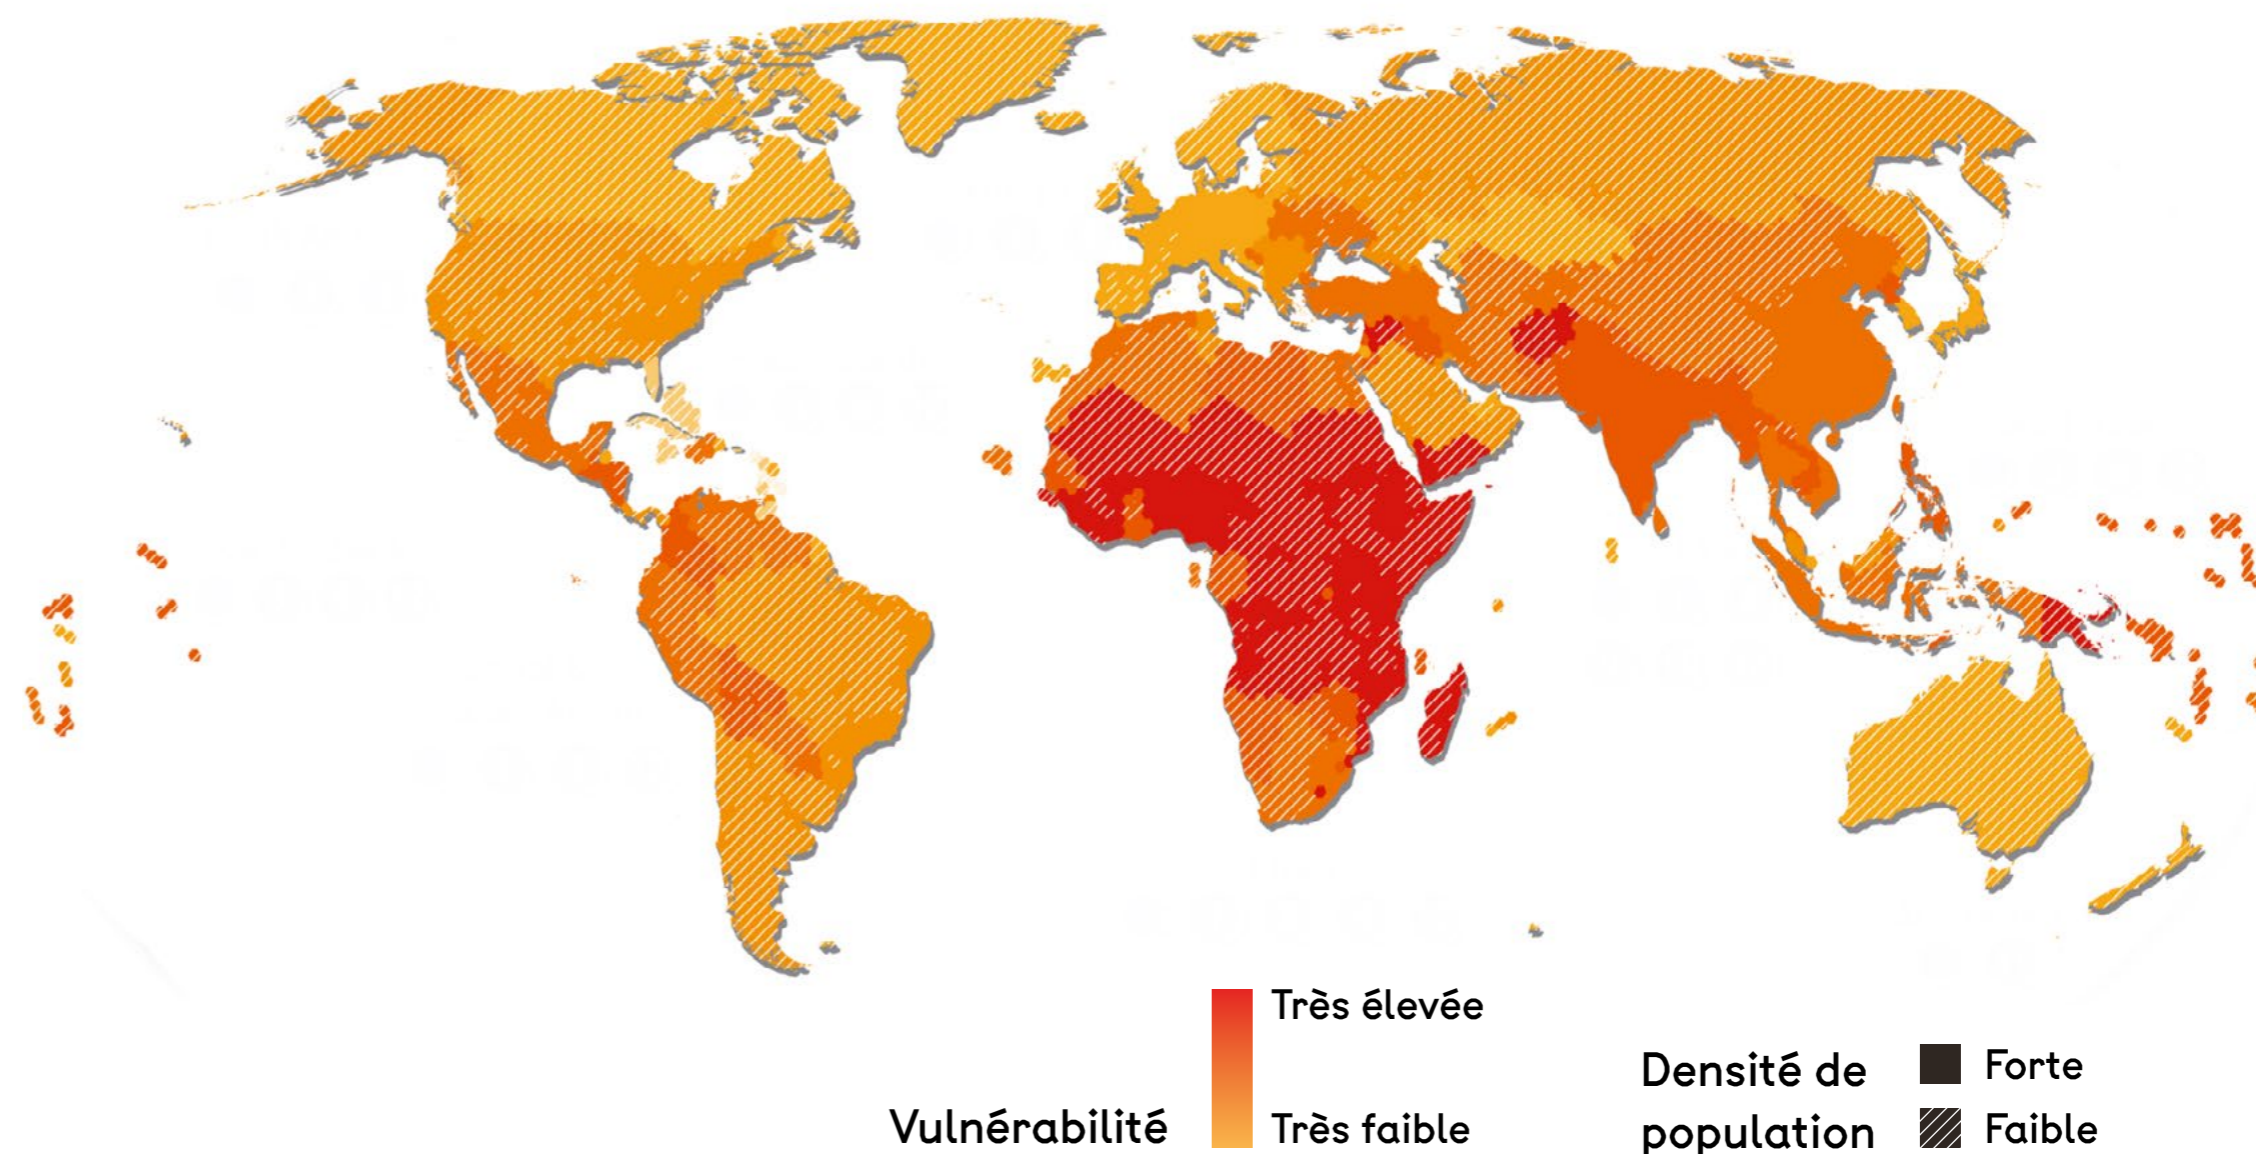 Très élevée
Vulnérabilité
Très faible
Densité de
population
Forte
Faible